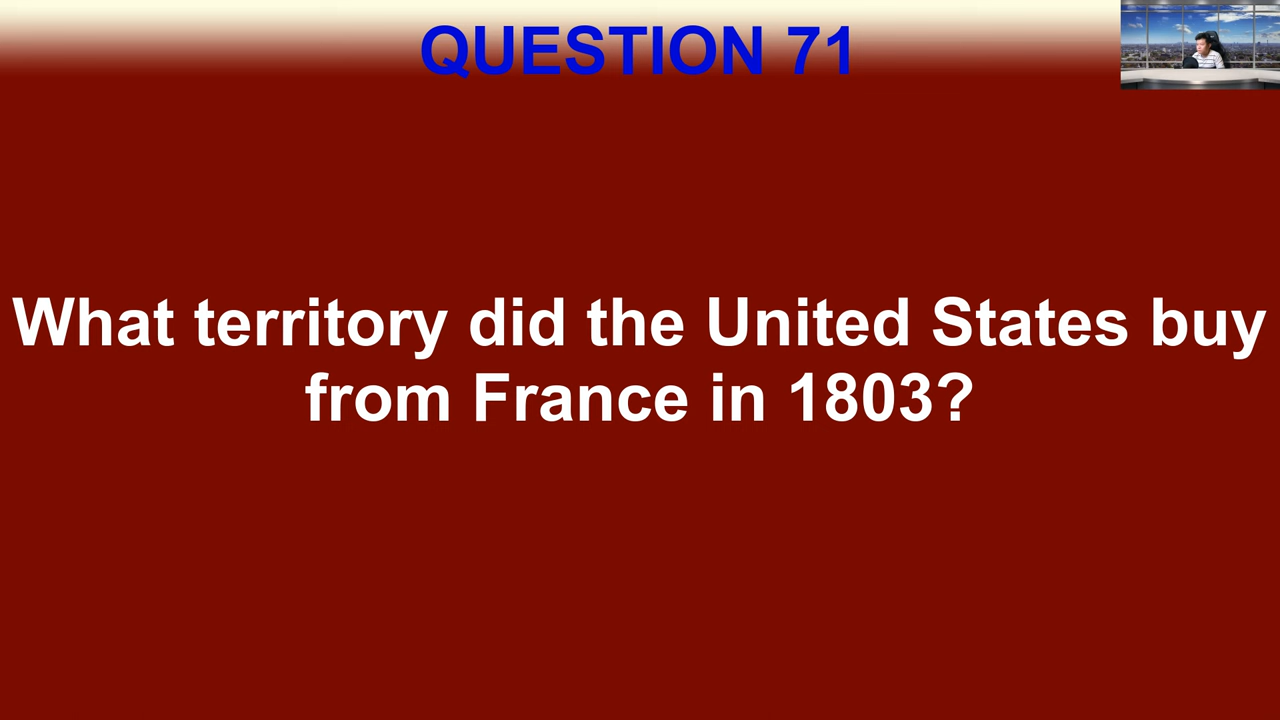 QUESTION 71
What territory did the United States buy
from France in 1803?